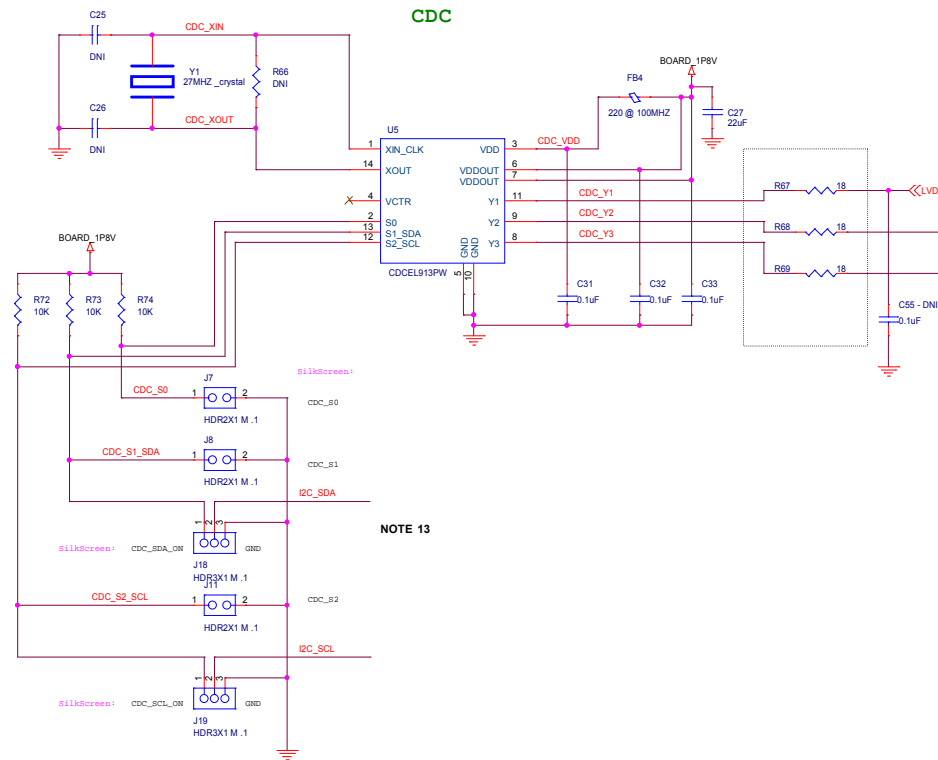 CDC
C25
DNI
CDC_XIN
Y1
27MHZ _crystal
R66
DNI
C26
DNI
CDC_XOUT
BOARD_1P8V
FB4
220 @ 100MHZ
C27
22uF
U5
1 XIN_CLK
14 XOUT
4 VCTR
2 S0
13 S1_SDA
12 S2_SCL
VDD 3 CDC_VDD
VDDOUT 6
VDDOUT 7
Y1 11 CDC_Y1
Y2 9 CDC_Y2
Y3 8 CDC_Y3
GND 5
GND 10
CDCEL913PW
R67 18
R68 18
R69 18
LVD
C31
0.1uF
C32
0.1uF
C33
0.1uF
C55 - DNI
0.1uF
BOARD_1P8V
R72
10K
R73
10K
R74
10K
SilkScreen:
J7
CDC_S0 1 2 CDC_S0
HDR2X1 M .1
J8
CDC_S1_SDA 1 2 CDC_S1
HDR2X1 M .1
I2C_SDA
1 2 3
NOTE 13
SilkScreen: CDC_SDA_ON GND
J18
HDR3X1 M .1
J11
CDC_S2_SCL 1 2 CDC_S2
HDR2X1 M .1
I2C_SCL
1 2 3
SilkScreen: CDC_SCL_ON GND
J19
HDR3X1 M .1